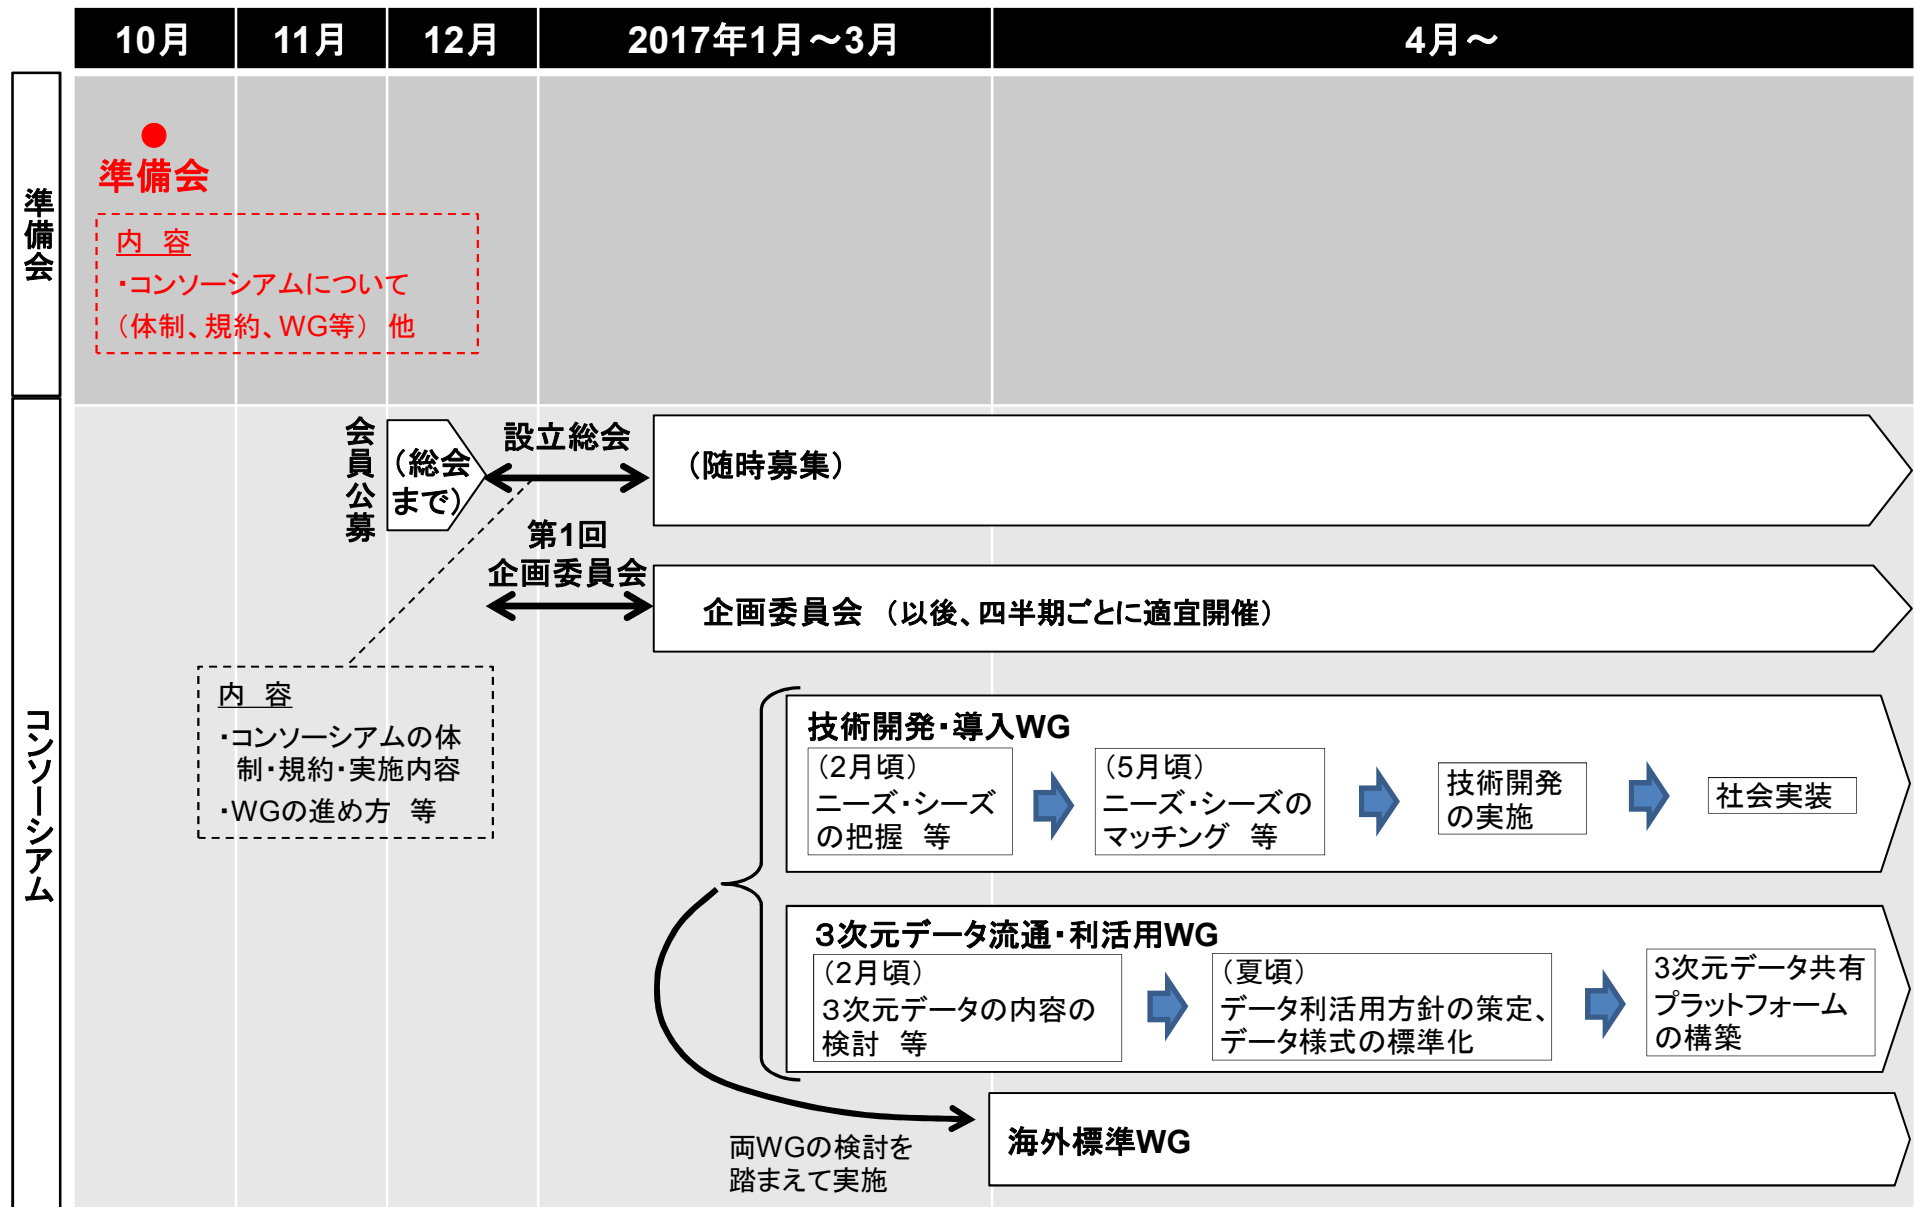 10月
11月
12月
2017年1月～3月
4月～
準備会
準備会
内　容
・コンソーシアムについて
（体制、規約、WG等） 他
コンソーシアム
会員公募
（総会
まで）
設立総会
（随時募集）
第1回
企画委員会
企画委員会　（以後、四半期ごとに適宜開催）
内　容
・コンソーシアムの体
制・規約・実施内容
・WGの進め方　等
技術開発・導入WG
（2月頃）
ニーズ・シーズ
の把握　等
（5月頃）
ニーズ・シーズの
マッチング　等
技術開発
の実施
社会実装
３次元データ流通・利活用WG
（2月頃）
３次元データの内容の
検討　等
（夏頃）
データ利活用方針の策定、
データ様式の標準化
3次元データ共有
プラットフォーム
の構築
両WGの検討を
踏まえて実施
海外標準WG